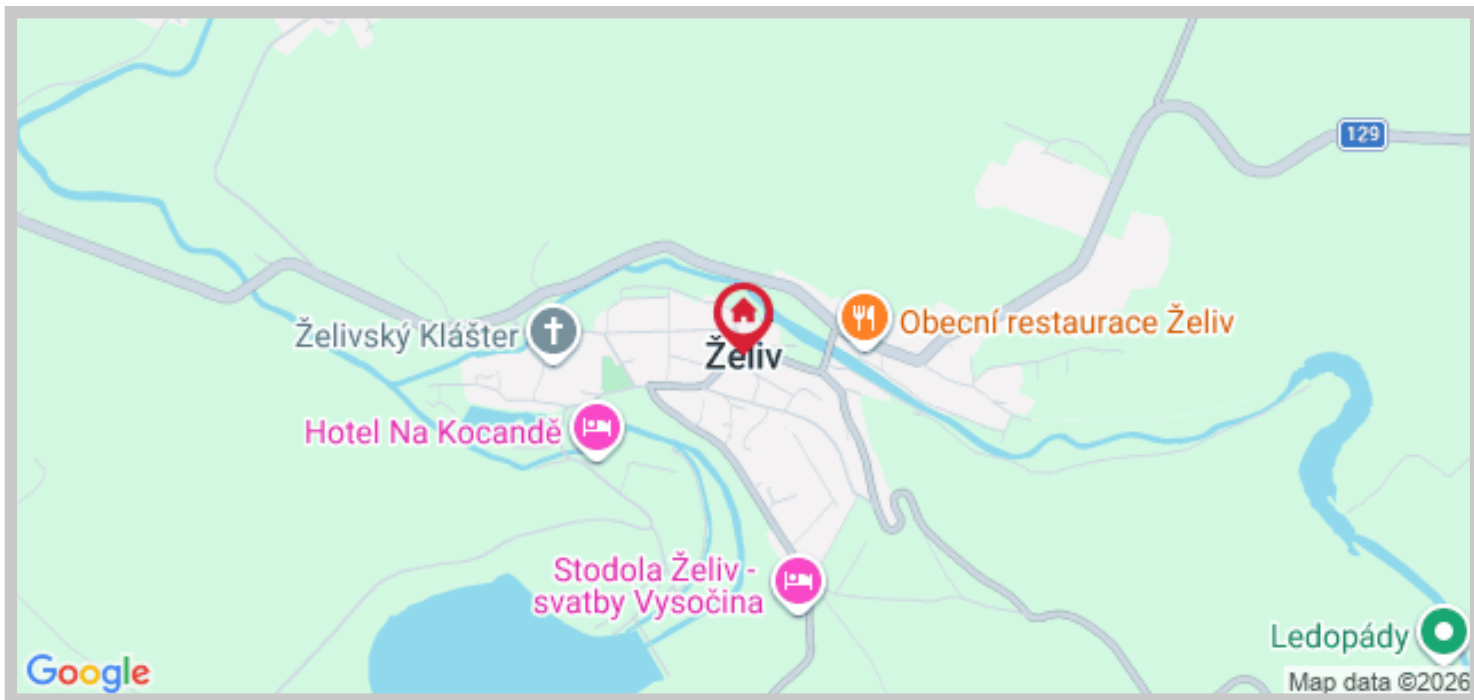 129
Želivský Klášter
Obecní restaurace Želiv
Želiv
Hotel Na Kocandě
Stodola Želiv -
svatby Vysočina
Ledopády
Google
Map data ©2026